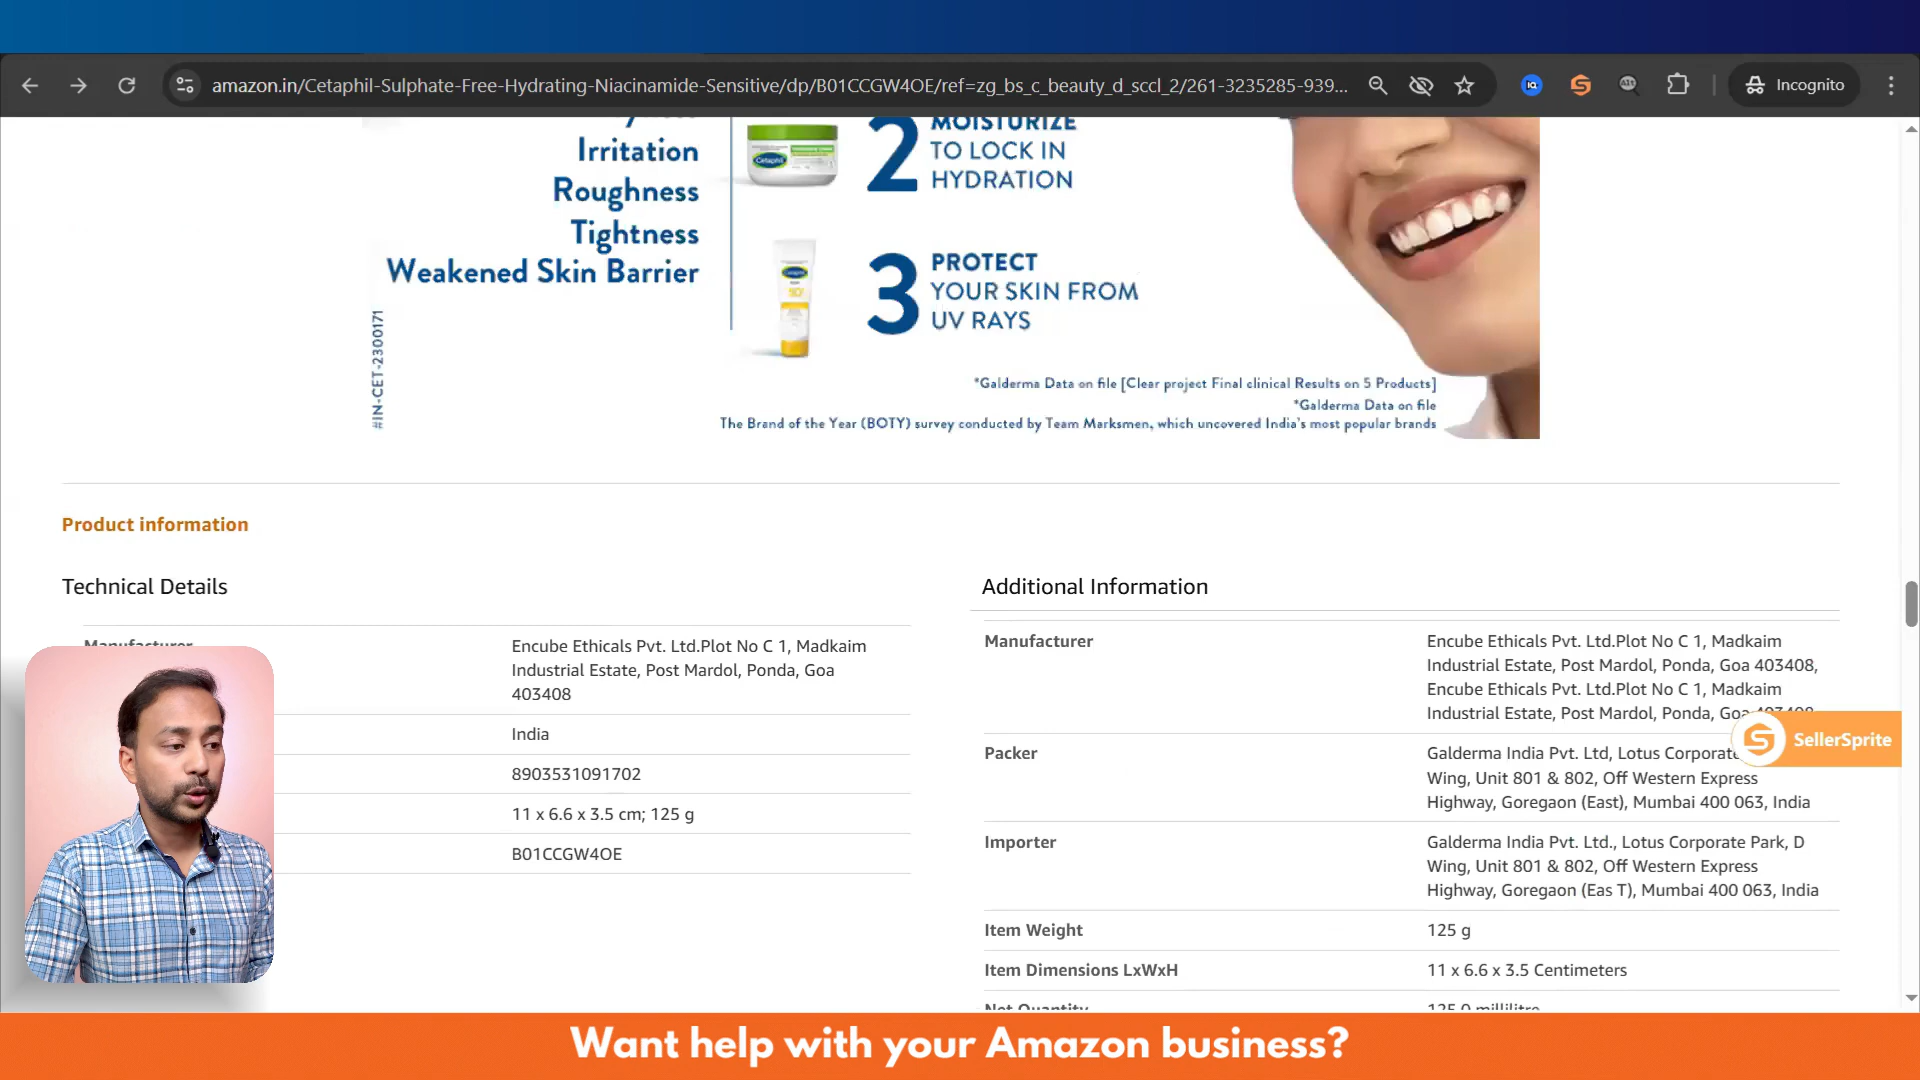 amazon.in/Cetaphil-Sulphate-Free-Hydrating-Niacinamide-Sensitive/dp/B01CCGW4OE/ref=zg_bs_c_beauty_d_sccl_2/261-3235285-939...
Incognito
Irritation
Roughness
Tightness
Weakened Skin Barrier
#IN-CET-2300171
Cetaphil
2
MOISTURIZE
TO LOCK IN
HYDRATION
3
PROTECT
YOUR SKIN FROM
UV RAYS
*Galderma Data on file [Clear project Final clinical Results on 5 Products]
*Galderma Data on file
The Brand of the Year (BOTY) survey conducted by Team Marksmen, which uncovered India's most popular brands
Product information
Technical Details
Manufacturer
Encube Ethicals Pvt. Ltd.Plot No C 1, Madkaim
Industrial Estate, Post Mardol, Ponda, Goa
403408
India
8903531091702
11 x 6.6 x 3.5 cm; 125 g
B01CCGW4OE
Additional Information
Manufacturer
Encube Ethicals Pvt. Ltd.Plot No C 1, Madkaim
Industrial Estate, Post Mardol, Ponda, Goa 403408,
Encube Ethicals Pvt. Ltd.Plot No C 1, Madkaim
Industrial Estate, Post Mardol, Ponda, Goa 403408
Packer
Galderma India Pvt. Ltd, Lotus Corporate
Wing, Unit 801 & 802, Off Western Express
Highway, Goregaon (East), Mumbai 400 063, India
Importer
Galderma India Pvt. Ltd., Lotus Corporate Park, D
Wing, Unit 801 & 802, Off Western Express
Highway, Goregaon (Eas T), Mumbai 400 063, India
Item Weight
125 g
Item Dimensions LxWxH
11 x 6.6 x 3.5 Centimeters
Net Quantity
125.0 millilitre
SellerSprite
Want help with your Amazon business?